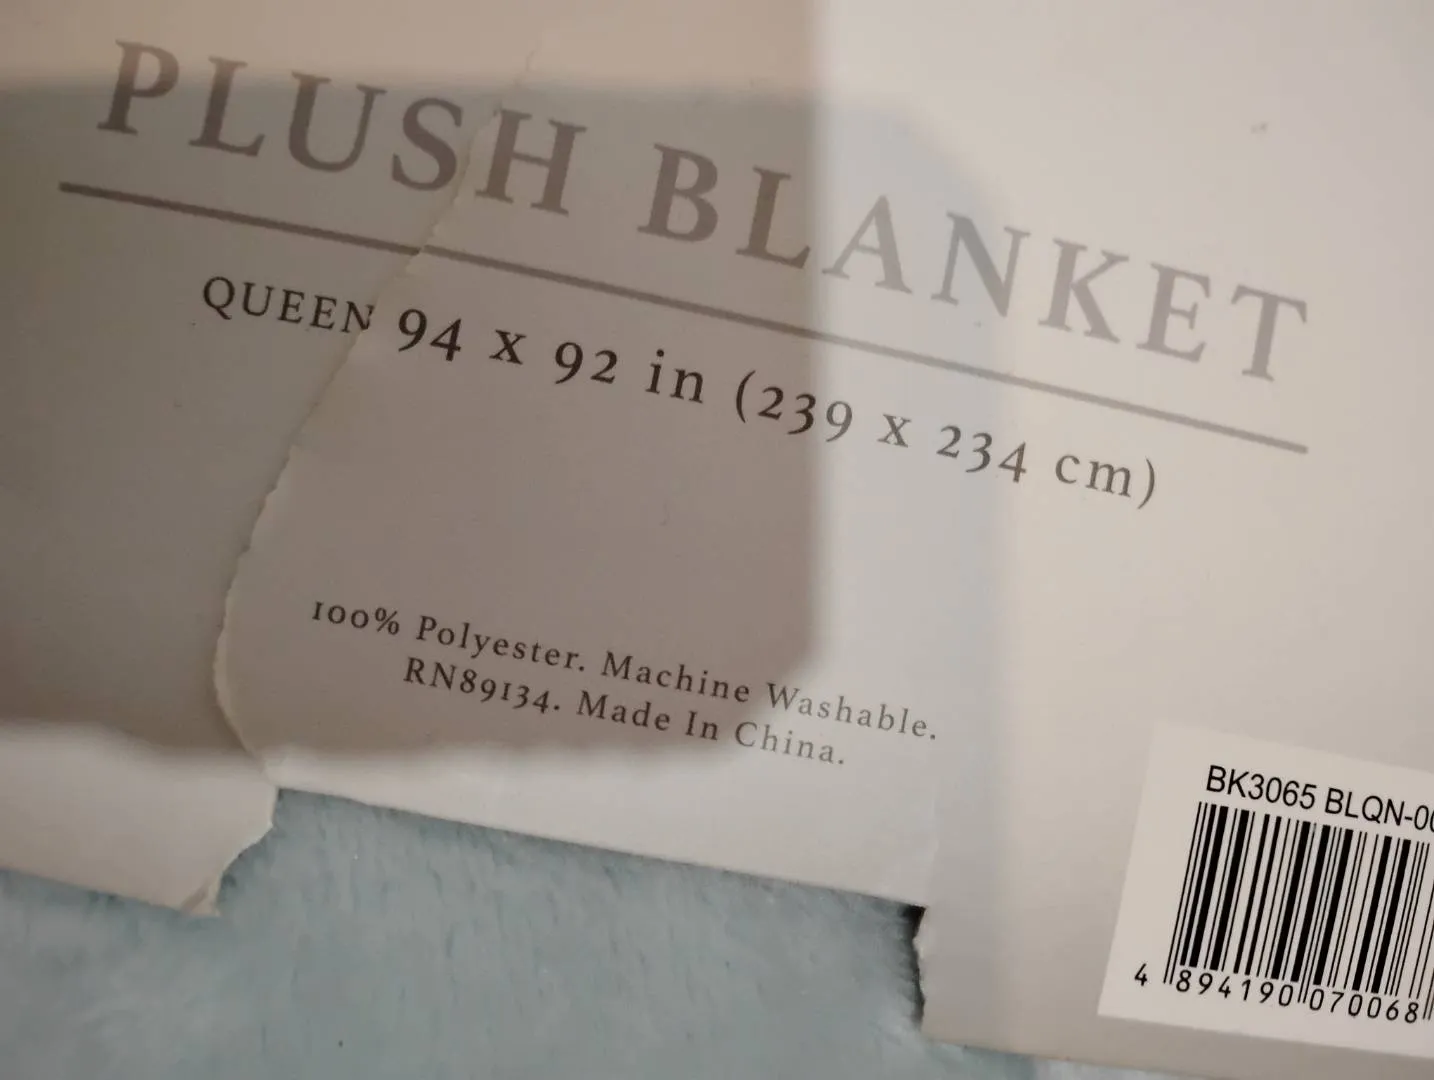 PLUSH BLANKET
QUEEN 94 x 92 in (239 x 234 cm)
100% Polyester. Machine Washable.
RN89134. Made In China.
BK3065 BLQN-00
4 894190 070068